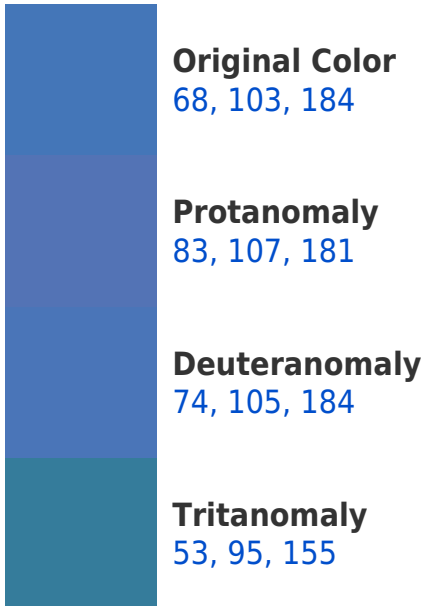 Original Color
68, 103, 184
Protanomaly
83, 107, 181
Deuteranomaly
74, 105, 184
Tritanomaly
53, 95, 155